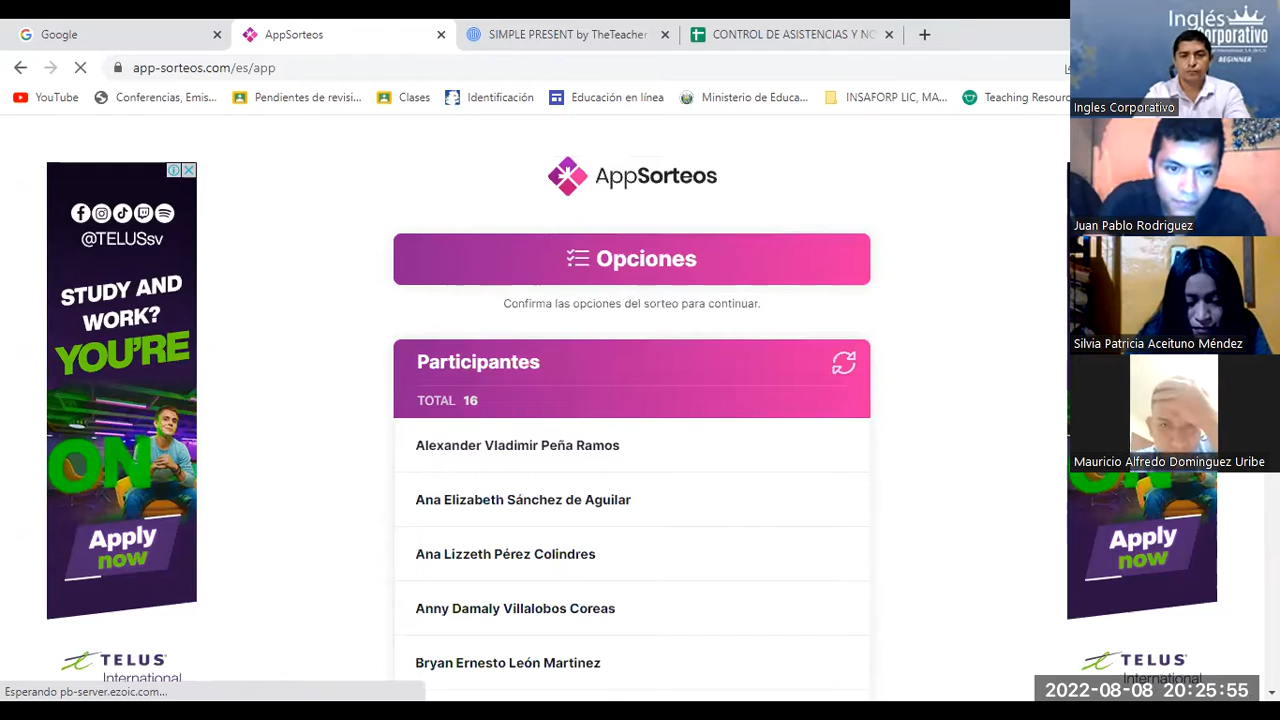 Google
AppSorteos
SIMPLE PRESENT by TheTeacher
CONTROL DE ASISTENCIAS Y NO
app-sorteos.com/es/app
YouTube
Conferencias, Emis...
Pendientes de revisi...
Clases
Identificación
Educación en línea
Ministerio de Educa...
INSAFORP LIC, MA...
Teaching Resour
Inglés
Corporativo
BEGINNER
Ingles Corporativo
Juan Pablo Rodriguez
Silvia Patricia Aceituno Méndez
Mauricio Alfredo Dominguez Uribe
@TELUSsv
STUDY AND
WORK?
YOU'RE
ON
Apply
now
TELUS
International
AppSorteos
Opciones
Confirma las opciones del sorteo para continuar.
Participantes
TOTAL 16
Alexander Vladimir Peña Ramos
Ana Elizabeth Sánchez de Aguilar
Ana Lizzeth Pérez Colindres
Anny Damaly Villalobos Coreas
Bryan Ernesto León Martinez
ON
Apply
now
TELUS
International
Esperando pb-server.ezoic.com...
2022-08-08 20:25:55